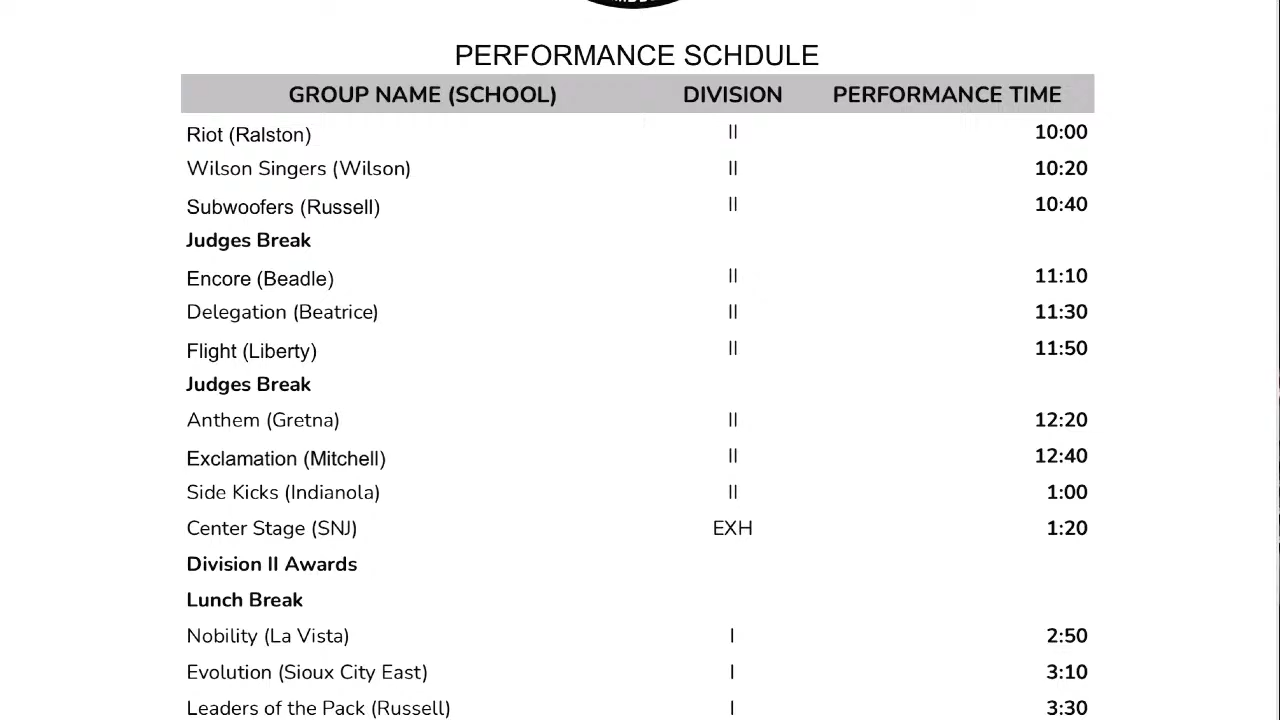 PERFORMANCE SCHDULE
GROUP NAME (SCHOOL) DIVISION PERFORMANCE TIME
Riot (Ralston) II 10:00
Wilson Singers (Wilson) II 10:20
Subwoofers (Russell) II 10:40
Judges Break
Encore (Beadle) II 11:10
Delegation (Beatrice) II 11:30
Flight (Liberty) II 11:50
Judges Break
Anthem (Gretna) II 12:20
Exclamation (Mitchell) II 12:40
Side Kicks (Indianola) II 1:00
Center Stage (SNJ) EXH 1:20
Division II Awards
Lunch Break
Nobility (La Vista) I 2:50
Evolution (Sioux City East) I 3:10
Leaders of the Pack (Russell) I 3:30